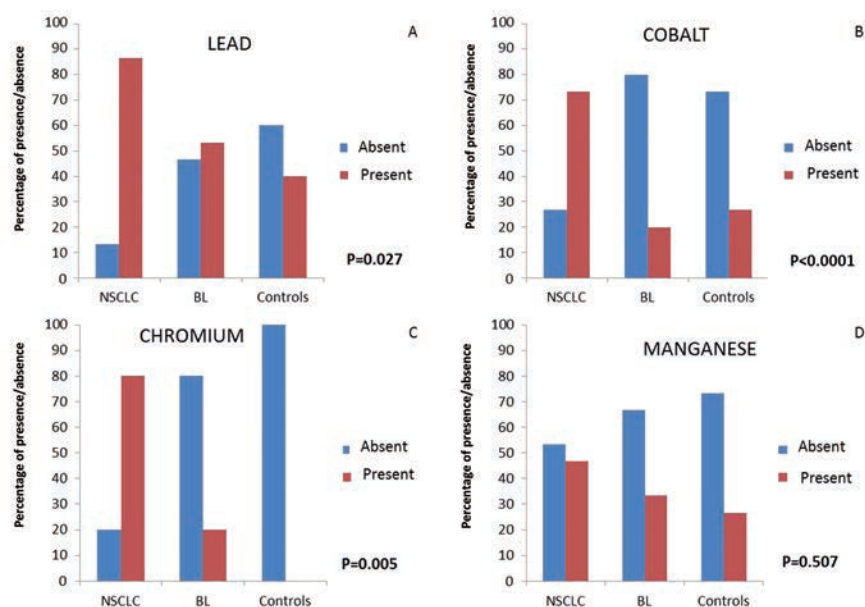 LEAD
A
Percentage of presence/absence
100
90
80
70
60
50
40
30
20
10
0
NSCLC
BL
Controls
Absent
Present
P=0.027
COBALT
B
Percentage of presence/absence
100
90
80
70
60
50
40
30
20
10
0
NSCLC
BL
Controls
Absent
Present
P<0.0001
CHROMIUM
C
Percentage of presence/absence
100
90
80
70
60
50
40
30
20
10
0
NSCLC
BL
Controls
Absent
Present
P=0.005
MANGANESE
D
Percentage of presence/absence
100
90
80
70
60
50
40
30
20
10
0
NSCLC
BL
Controls
Absent
Present
P=0.507